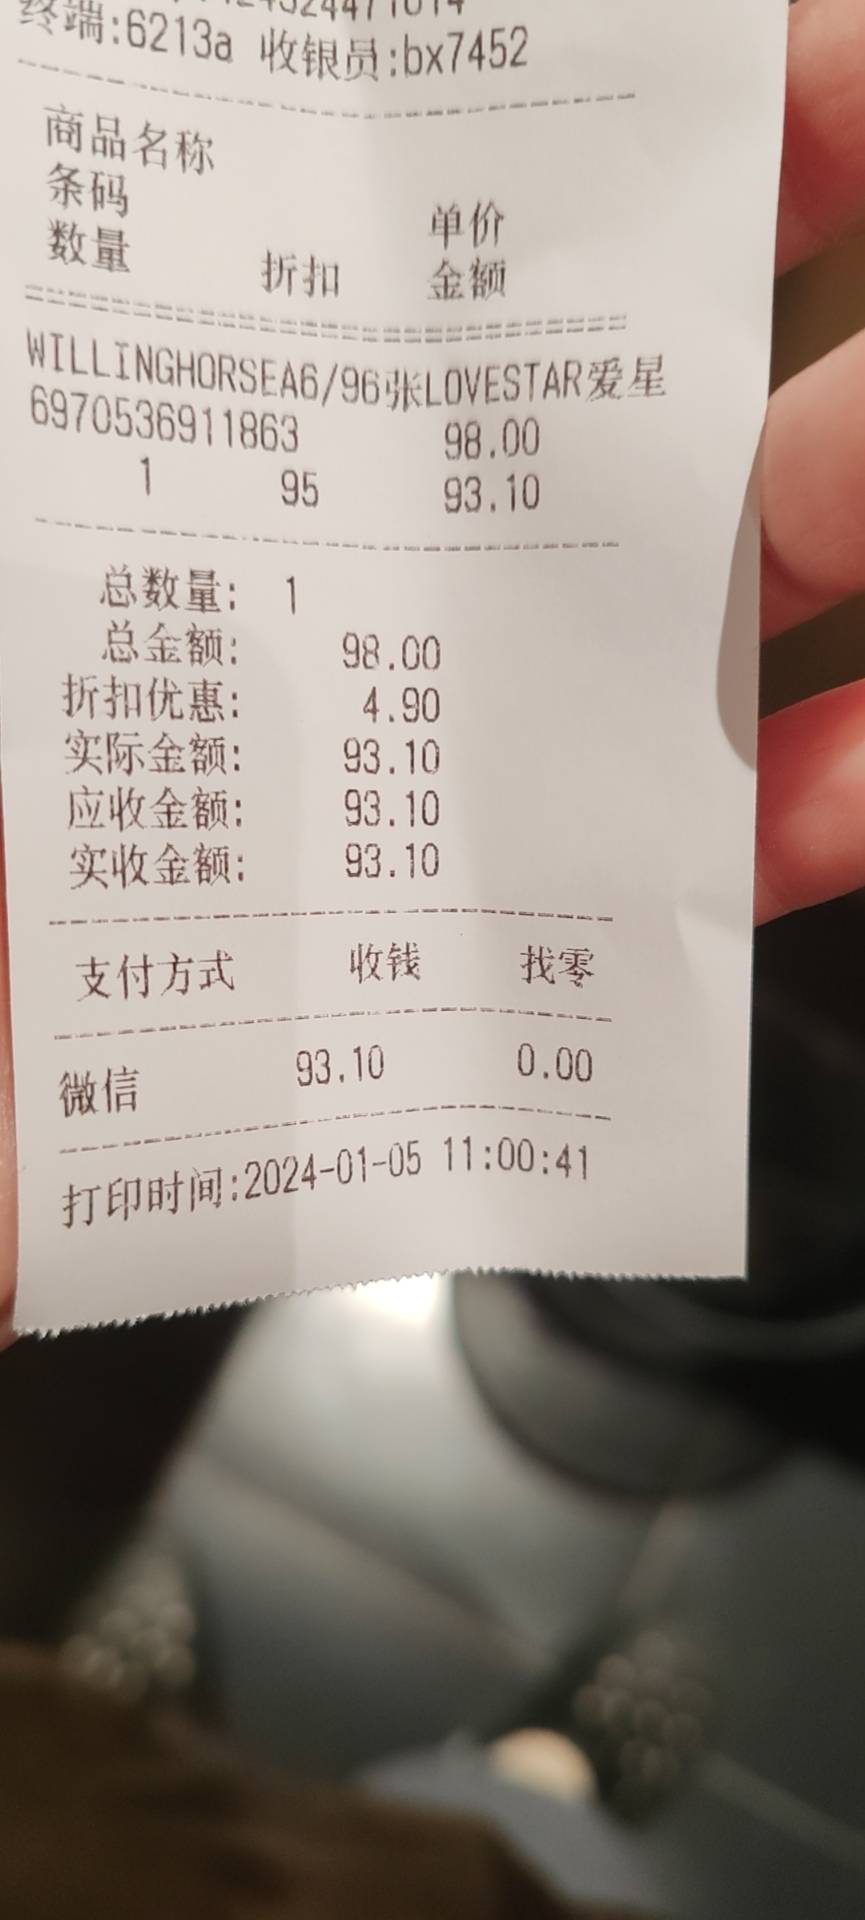 终端:6213a 收银员:bx7452
商品名称
条码 单价
数量 折扣 金额
WILLINGHORSEA6/96张LOVESTAR爱星
6970536911863 98.00
1 95 93.10
总数量: 1
总金额: 98.00
折扣优惠: 4.90
实际金额: 93.10
应收金额: 93.10
实收金额: 93.10
支付方式 收钱 找零
微信 93.10 0.00
打印时间:2024-01-05 11:00:41